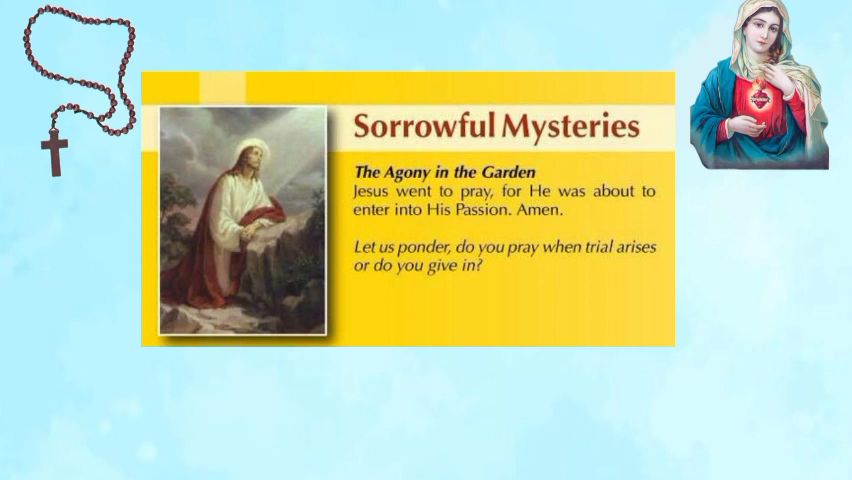 Sorrowful Mysteries
The Agony in the Garden
Jesus went to pray, for He was about to
enter into His Passion. Amen.
Let us ponder, do you pray when trial arises
or do you give in?